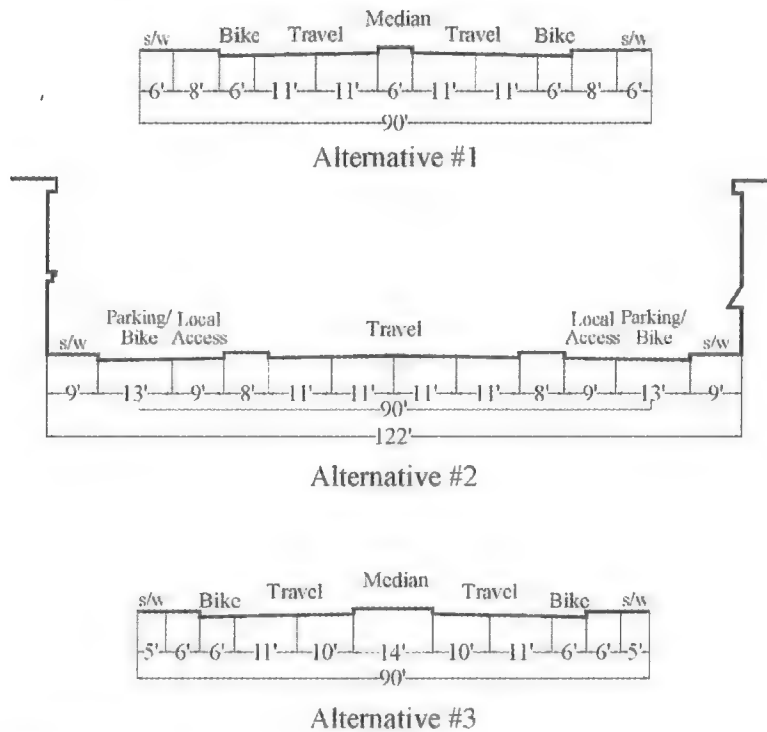 Median
s/w Bike Travel Travel Bike s/w
6' 8' 6' 11' 11' 6' 11' 11' 6' 8' 6'
90'
Alternative #1
Parking/ Local Travel Local Parking/
s/w Bike Access Access Bike s/w
9' 13' 9' 8' 11' 11' 11' 11' 8' 9' 13' 9'
90'
122'
Alternative #2
s/w Bike Travel Median Travel Bike s/w
5' 6' 6' 11' 10' 14' 10' 11' 6' 6' 5'
90'
Alternative #3